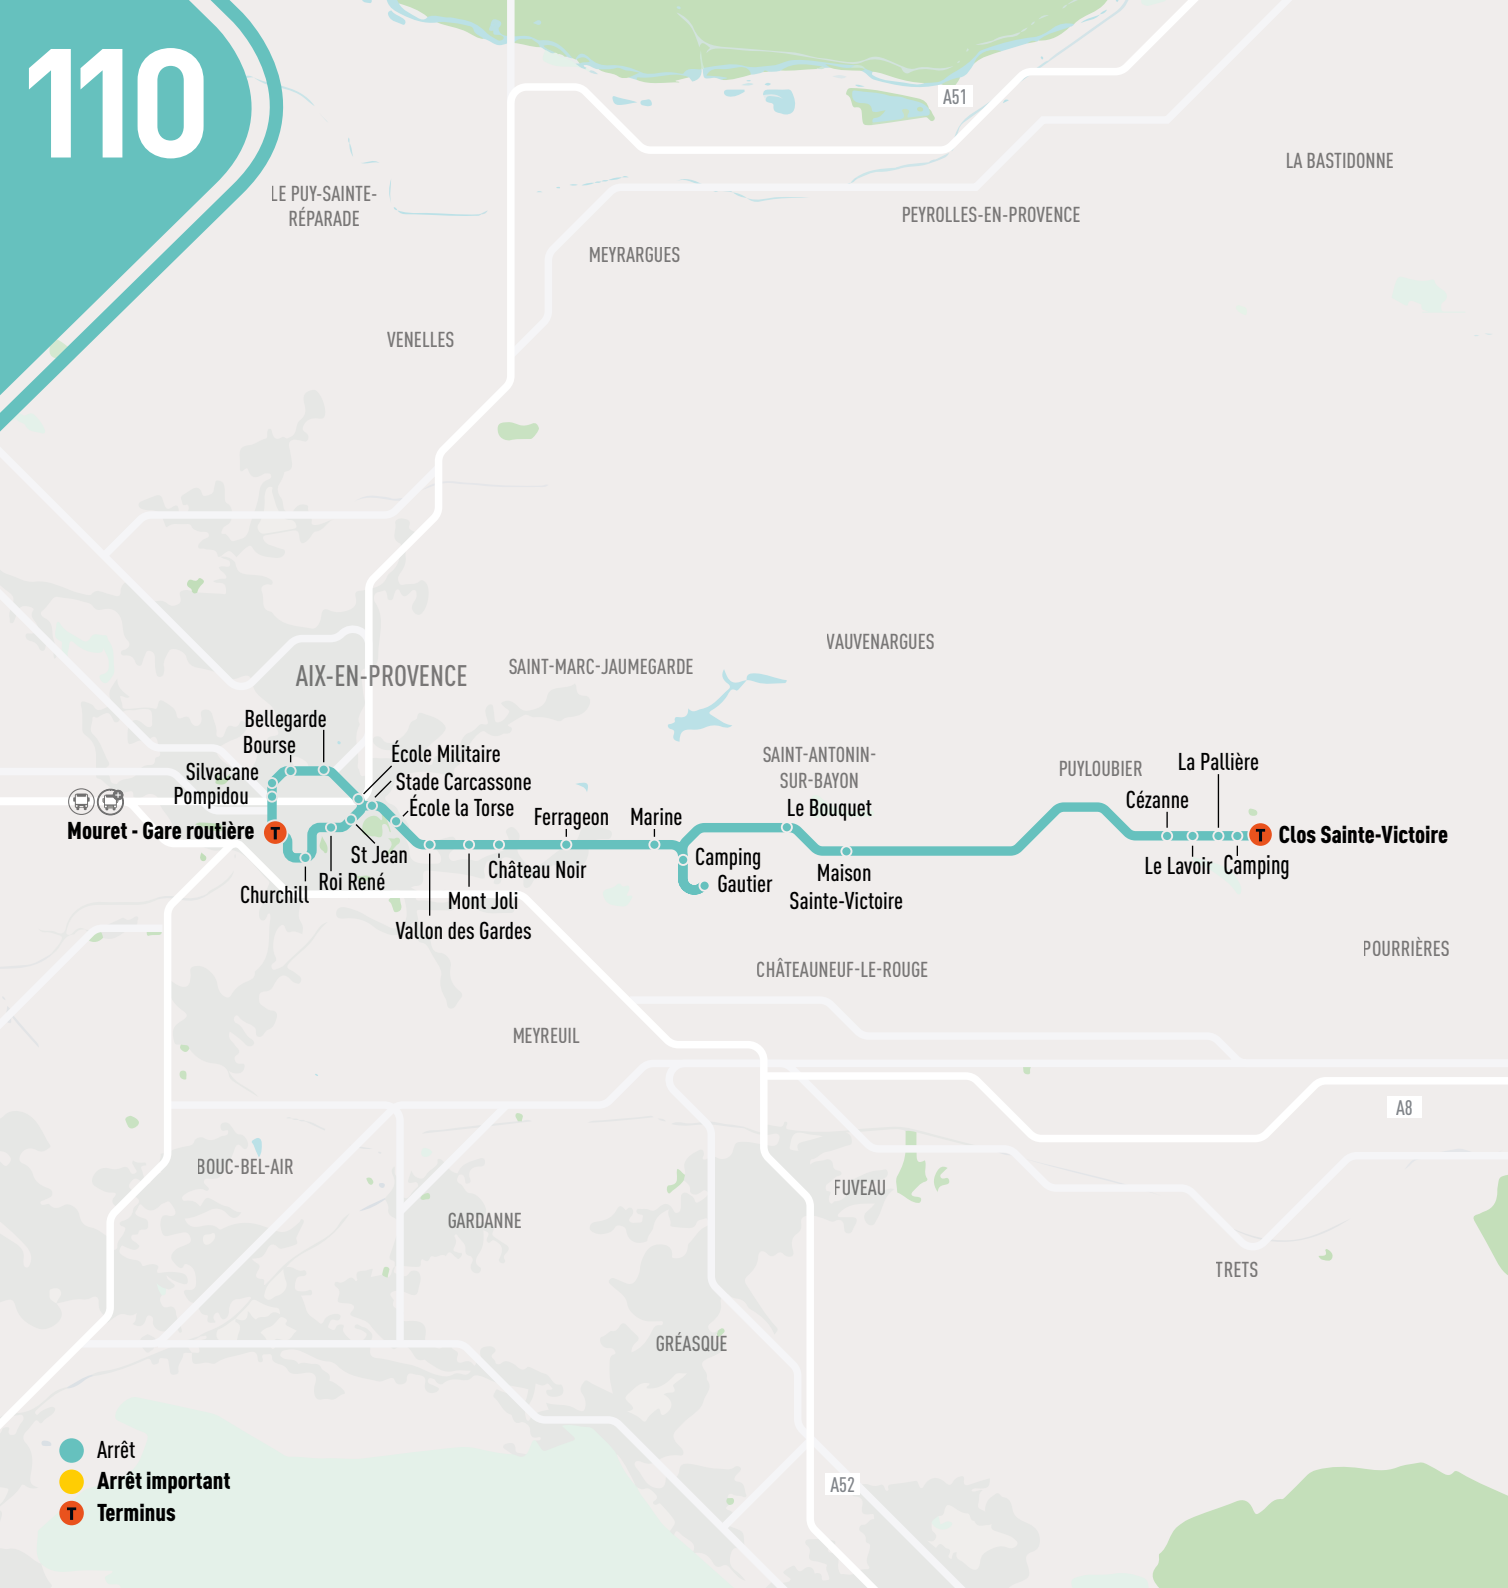 110
A51
LA BASTIDONNE
LE PUY-SAINTE-
RÉPARADE
PEYROLLES-EN-PROVENCE
MEYRARGUES
VENELLES
VAUVENARGUES
SAINT-MARC-JAUMEGARDE
AIX-EN-PROVENCE
Bellegarde
Bourse
Silvacane
Pompidou
Mouret - Gare routière
T
Churchill
Roi René
St Jean
École Militaire
Stade Carcassone
École la Torse
Vallon des Gardes
Mont Joli
Château Noir
Ferrageon
Marine
Camping
Gautier
SAINT-ANTONIN-
SUR-BAYON
Le Bouquet
Maison
Sainte-Victoire
PUYLOUBIER
Cézanne
La Pallière
Le Lavoir
Camping
T
Clos Sainte-Victoire
POURRIÈRES
CHÂTEAUNEUF-LE-ROUGE
MEYREUIL
A8
BOUC-BEL-AIR
FUVEAU
GARDANNE
TRETS
GRÉASQUE
A52
Arrêt
Arrêt important
T Terminus